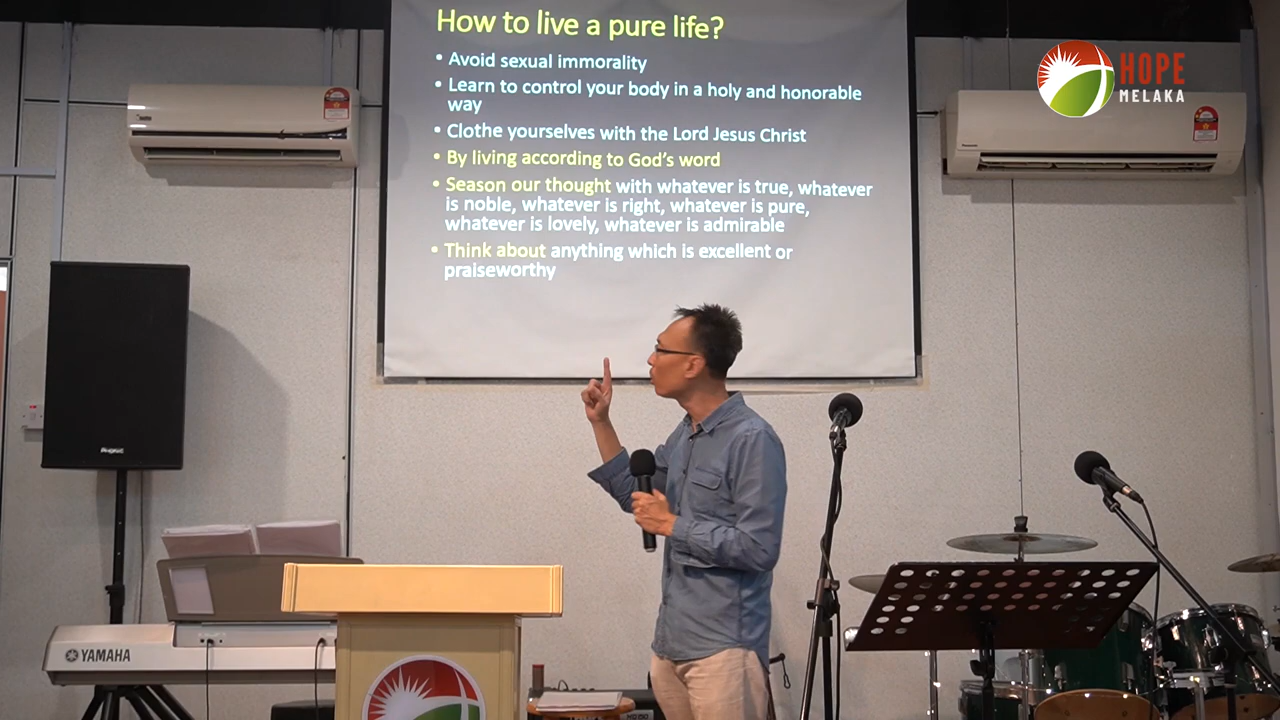 How to live a pure life?
• Avoid sexual immorality
• Learn to control your body in a holy and honorable
way
• Clothe yourselves with the Lord Jesus Christ
• By living according to God's word
• Season our thought with whatever is true, whatever
is noble, whatever is right, whatever is pure,
whatever is lovely, whatever is admirable
• Think about anything which is excellent or
praiseworthy
HOPE
MELAKA
YAMAHA